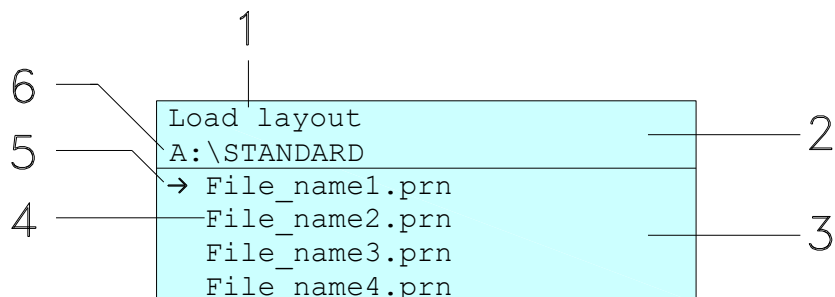 1
6
Load layout
2
A:\STANDARD
5
→ File_name1.prn
4
File_name2.prn
3
File_name3.prn
File_name4.prn